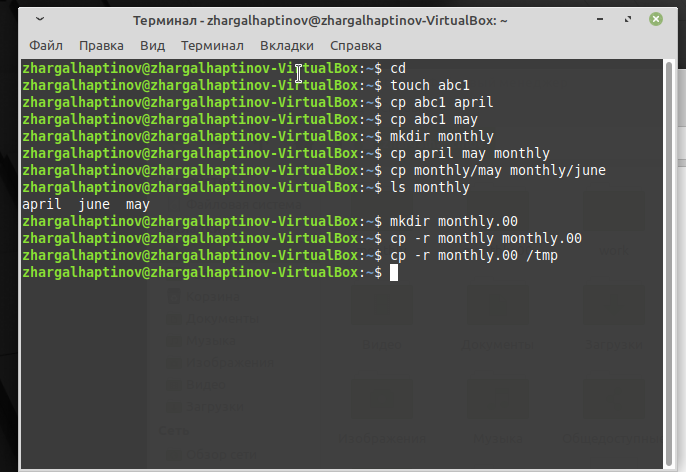 Терминал - zhargalhaptinov@zhargalhaptinov-VirtualBox: ~
Файл Правка Вид Терминал Вкладки Справка
zhargalhaptinov@zhargalhaptinov-VirtualBox:~$ cd
zhargalhaptinov@zhargalhaptinov-VirtualBox:~$ touch abc1
zhargalhaptinov@zhargalhaptinov-VirtualBox:~$ cp abc1 april
zhargalhaptinov@zhargalhaptinov-VirtualBox:~$ cp abc1 may
zhargalhaptinov@zhargalhaptinov-VirtualBox:~$ mkdir monthly
zhargalhaptinov@zhargalhaptinov-VirtualBox:~$ cp april may monthly
zhargalhaptinov@zhargalhaptinov-VirtualBox:~$ cp monthly/may monthly/june
zhargalhaptinov@zhargalhaptinov-VirtualBox:~$ ls monthly
april  june  may
zhargalhaptinov@zhargalhaptinov-VirtualBox:~$ mkdir monthly.00
zhargalhaptinov@zhargalhaptinov-VirtualBox:~$ cp -r monthly monthly.00
zhargalhaptinov@zhargalhaptinov-VirtualBox:~$ cp -r monthly.00 /tmp
zhargalhaptinov@zhargalhaptinov-VirtualBox:~$